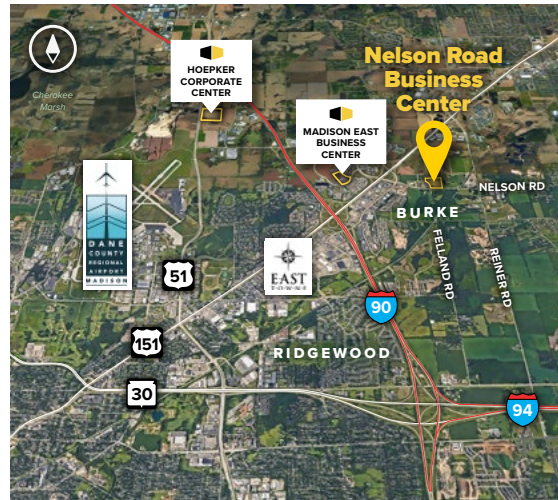 Nelson Road
Business
Center
HOEPKER
CORPORATE
CENTER
Cherokee
Marsh
MADISON EAST
BUSINESS
CENTER
NELSON RD
BURKE
DANE
COUNTY
REGIONAL
AIRPORT
MADISON
51
EAST
TOWNE
FELLAND RD
REINER RD
90
151
RIDGEWOOD
30
94